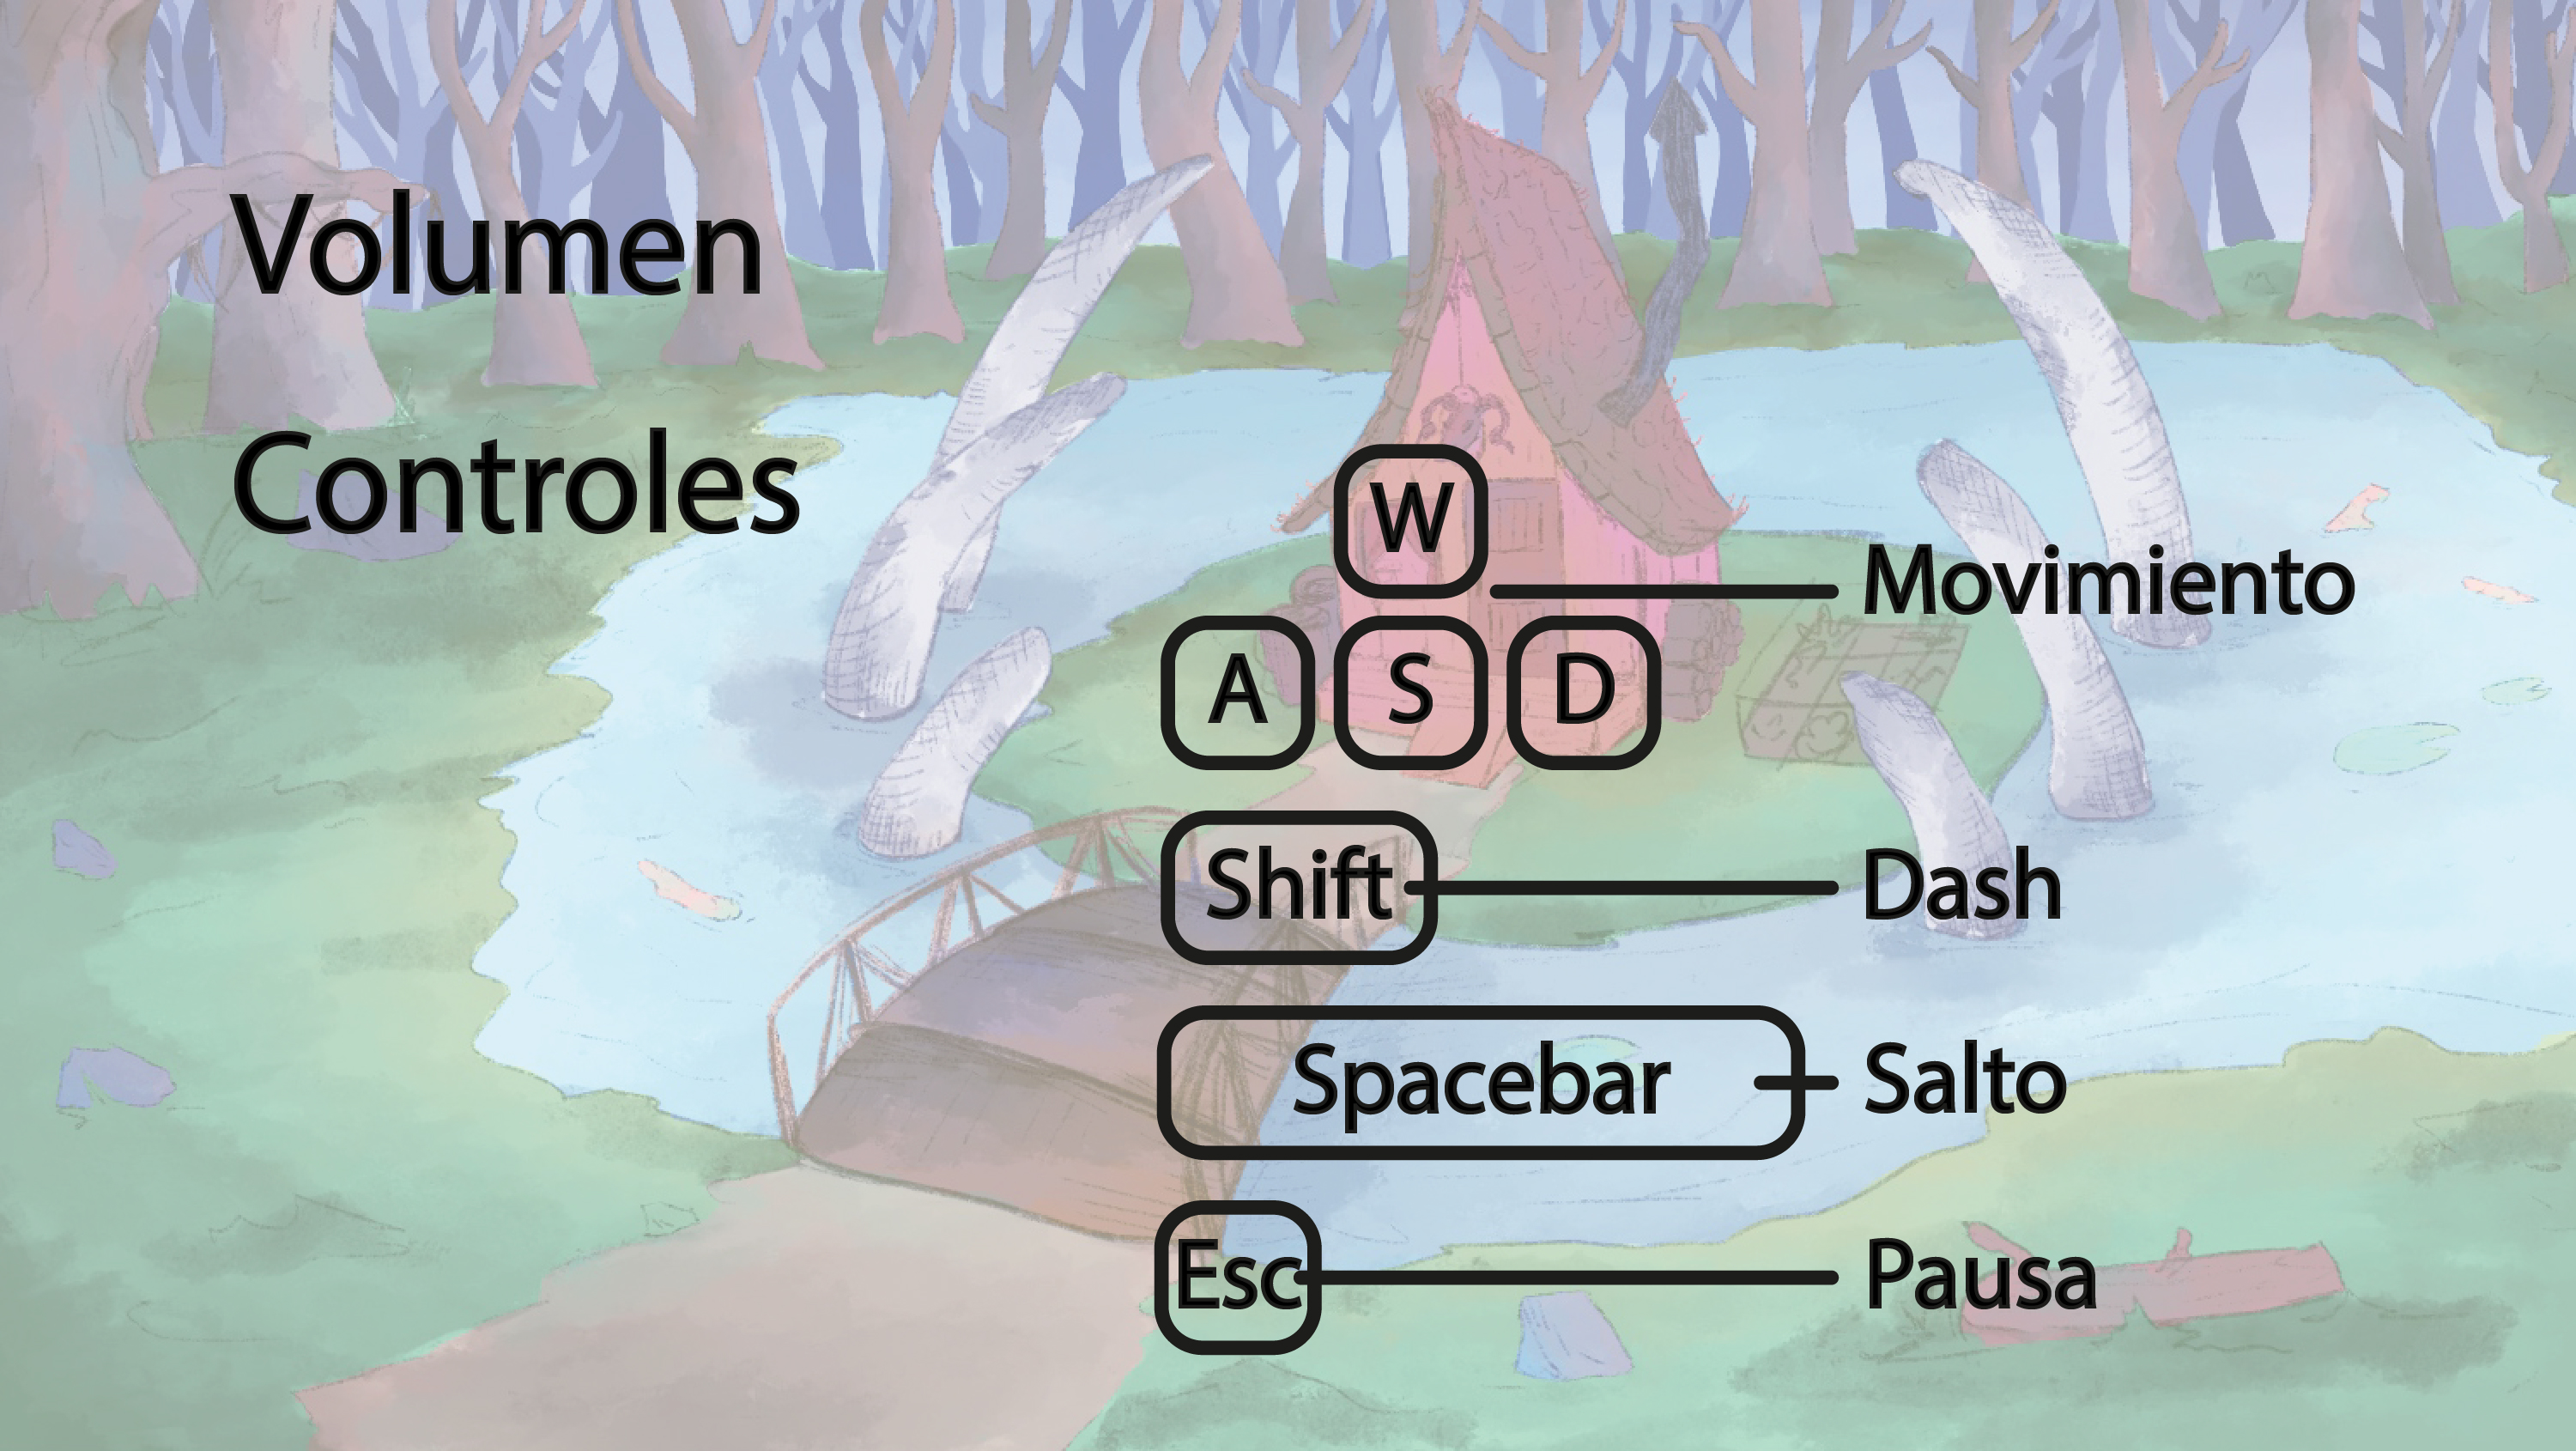 Volumen
Controles
W
Movimiento
A S D
Shift Dash
Spacebar Salto
Esc Pausa